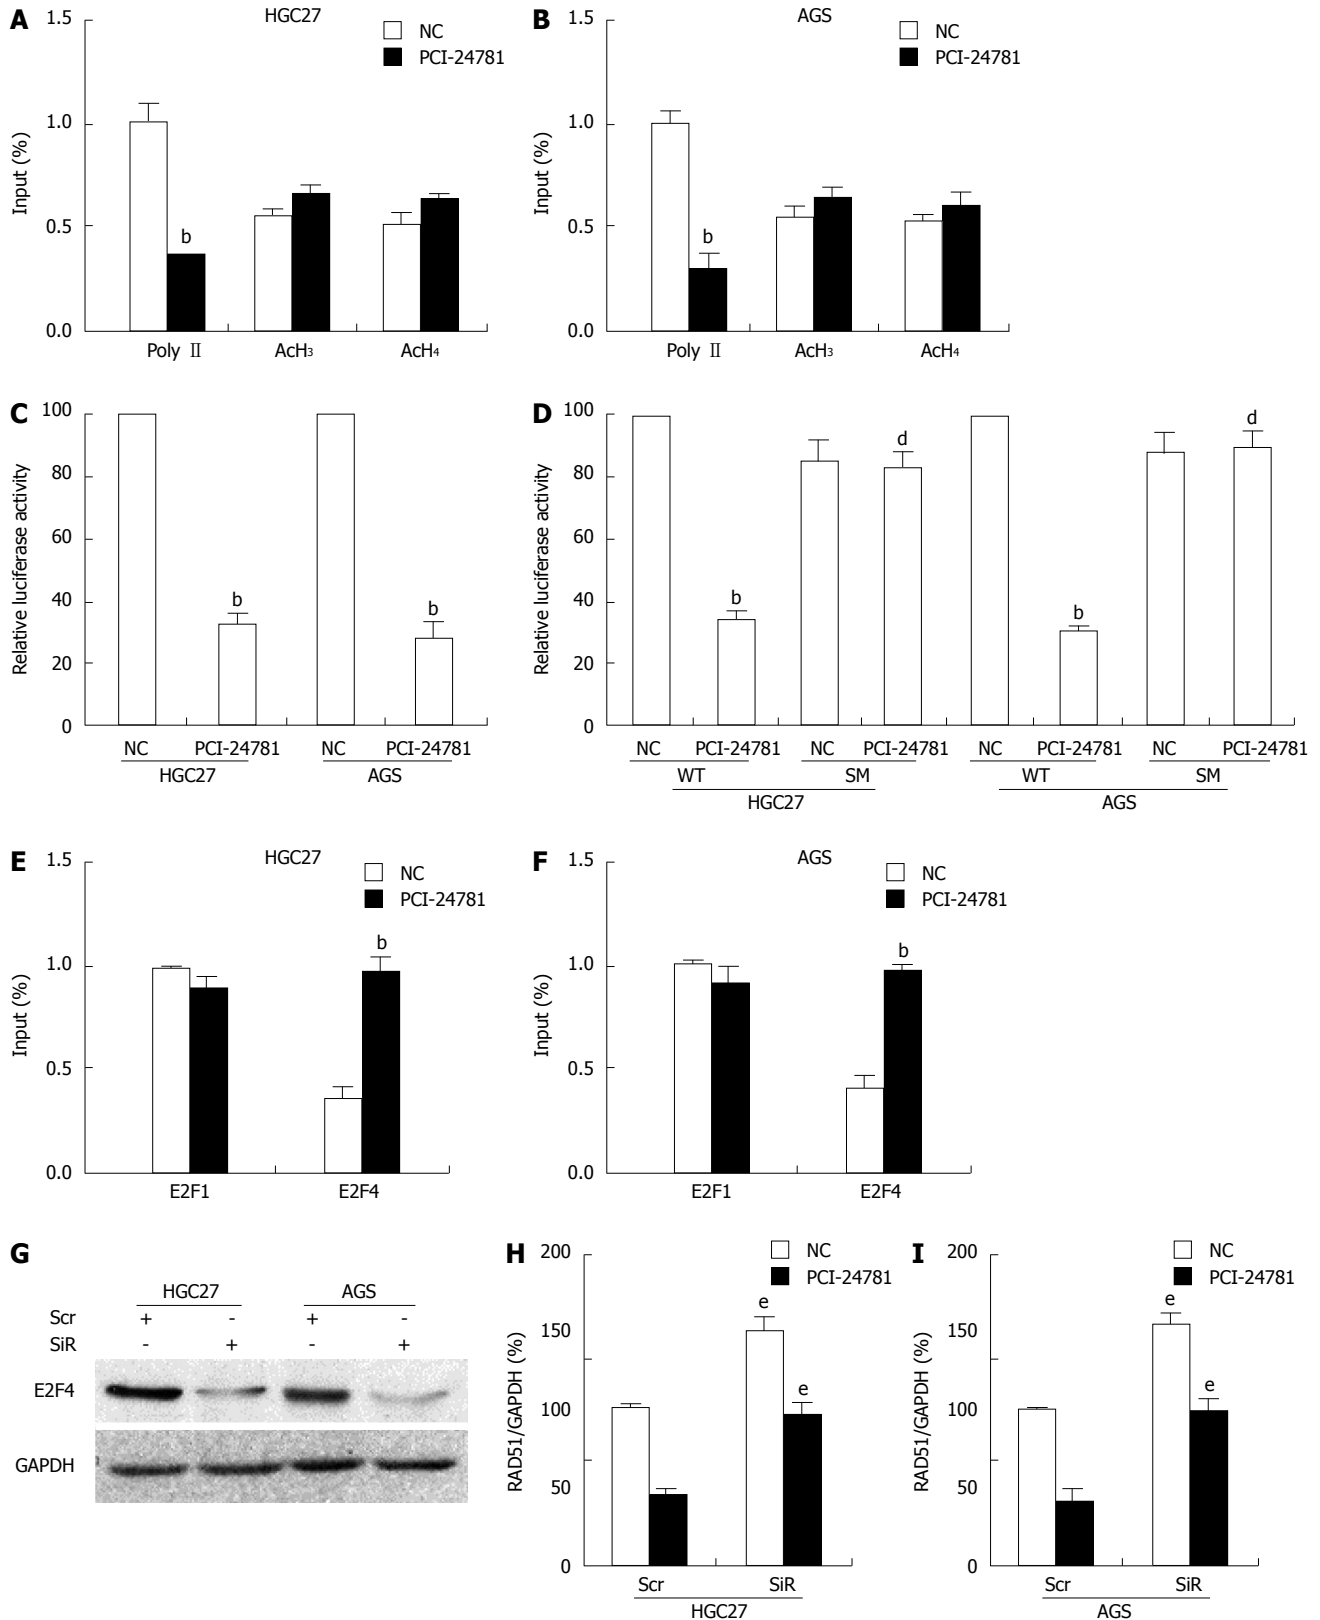 A
HGC27
NC
PCI-24781
Input (%)
1.5
1.0
0.5
0.0
b
Poly Ⅱ
AcH₃
AcH₄
B
AGS
NC
PCI-24781
Input (%)
1.5
1.0
0.5
0.0
b
Poly Ⅱ
AcH₃
AcH₄
C
Relative luciferase activity
100
80
60
40
20
0
b
b
NC PCI-24781 NC PCI-24781
HGC27 AGS
D
Relative luciferase activity
100
80
60
40
20
0
b
d
b
d
NC PCI-24781 NC PCI-24781 NC PCI-24781 NC PCI-24781
WT SM WT SM
HGC27 AGS
E
HGC27
NC
PCI-24781
Input (%)
1.5
1.0
0.5
0.0
b
E2F1 E2F4
F
AGS
NC
PCI-24781
Input (%)
1.5
1.0
0.5
0.0
b
E2F1 E2F4
G
HGC27 AGS
Scr + - + -
SiR - + - +
E2F4
GAPDH
H
NC
PCI-24781
RAD51/GAPDH (%)
200
150
100
50
0
e
e
Scr SiR
HGC27
I
NC
PCI-24781
RAD51/GAPDH (%)
200
150
100
50
0
e
e
Scr SiR
AGS